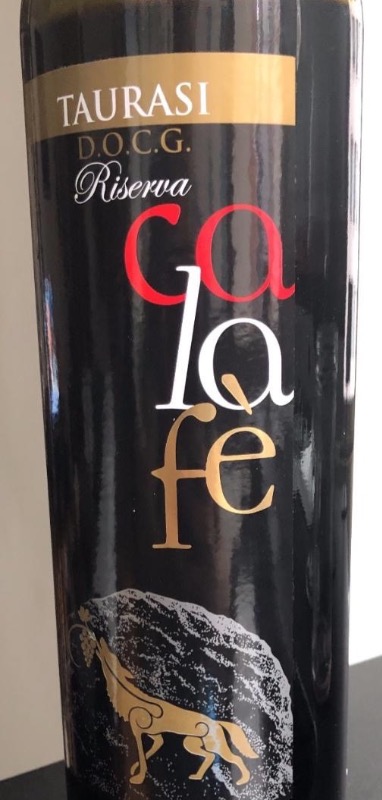 TAURASI
D.O.C.G.
Riserva
ca
la
fè